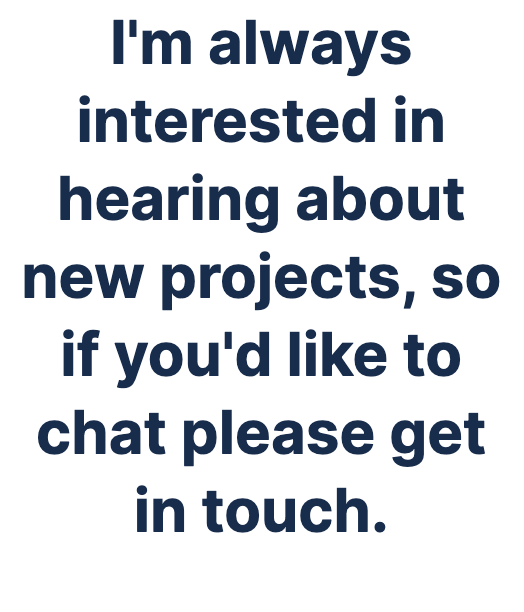 I'm always
interested in
hearing about
new projects, so
if you'd like to
chat please get
in touch.